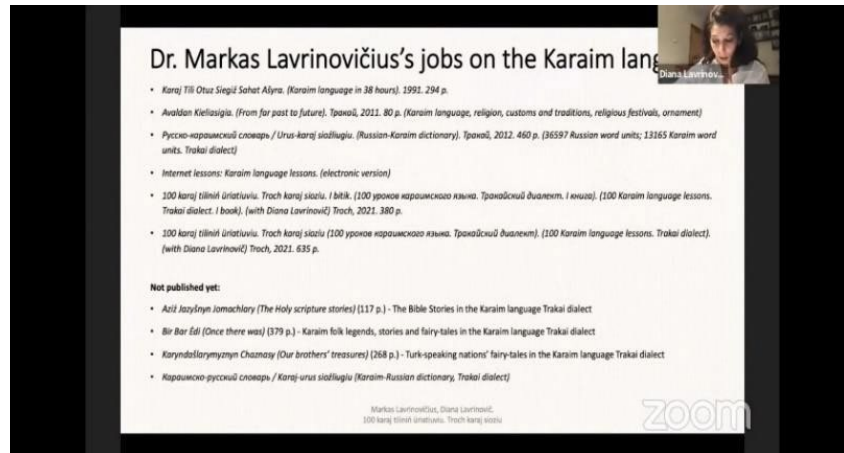 Dr. Markas Lavrinovičius's jobs on the Karaim lang
Diana Lavrinov...
• Karaj Tili Otuz Siegiź Sahat Ašyra. (Karaim language in 38 hours). 1991. 294 p.
• Avaldan Kieliasigia. (From far past to future). Тракай, 2011. 80 p. (Karaim language, religion, customs and traditions, religious festivals, ornament)
• Русско-караимский словарь / Urus-karaj sioźliugiu. (Russian-Karaim dictionary). Тракай, 2012. 460 p. (36597 Russian word units; 13165 Karaim word
units. Trakai dialect)
• Internet lessons: Karaim language lessons. (electronic version)
• 100 karaj tiliniń üriatiuviu. Troch karaj sioziu. I bitik. (100 уроков караимского языка. Тракайский диалект. I книга). (100 Karaim language lessons.
Trakai dialect. I book). (with Diana Lavrinovič) Troch, 2021. 380 p.
• 100 karaj tiliniń üriatiuviu. Troch karaj sioziu (100 уроков караимского языка. Тракайский диалект). (100 Karaim language lessons. Trakai dialect).
(with Diana Lavrinovič) Troch, 2021. 635 p.
Not published yet:
• Aziź Jazyšnyn Jomachlary (The Holy scripture stories) (117 p.) - The Bible Stories in the Karaim language Trakai dialect
• Bir Bar Édi (Once there was) (379 p.) - Karaim folk legends, stories and fairy-tales in the Karaim language Trakai dialect
• Karyndašlarymyznyn Chaznasy (Our brothers' treasures) (268 p.) - Turk-speaking nations' fairy-tales in the Karaim language Trakai dialect
• Караимско-русский словарь / Karaj-urus sioźliugiu (Karaim-Russian dictionary, Trakai dialect)
Markas Lavrinovičius, Diana Lavrinovič.
100 karaj tiliniń üriatiuviu. Troch karaj sioziu
zoom